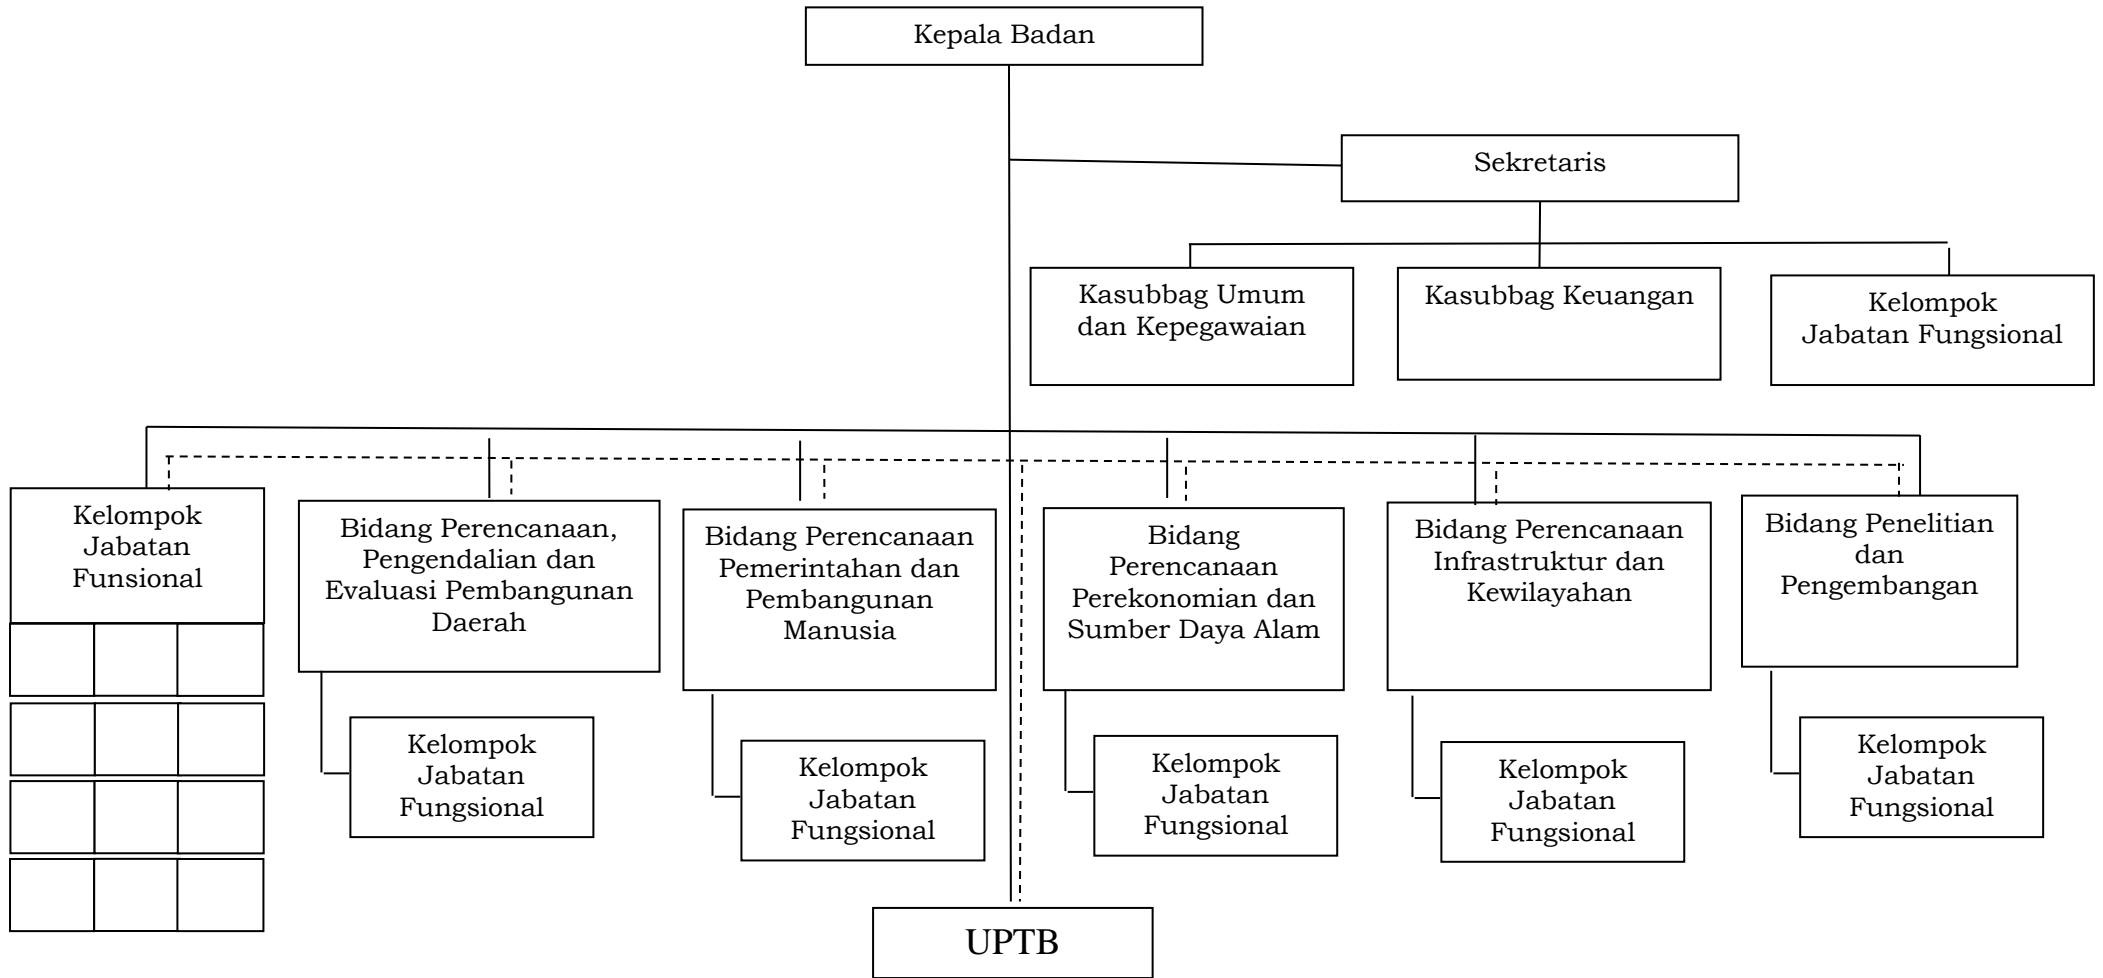 Kepala Badan
Sekretaris
Kasubbag Umum
dan Kepegawaian
Kasubbag Keuangan
Kelompok
Jabatan Fungsional
Kelompok
Jabatan
Funsional
Bidang Perencanaan,
Pengendalian dan
Evaluasi Pembangunan
Daerah
Bidang Perencanaan
Pemerintahan dan
Pembangunan
Manusia
Bidang
Perencanaan
Perekonomian dan
Sumber Daya Alam
Bidang Perencanaan
Infrastruktur dan
Kewilayahan
Bidang Penelitian
dan
Pengembangan
Kelompok
Jabatan
Fungsional
Kelompok
Jabatan
Fungsional
Kelompok
Jabatan
Fungsional
Kelompok
Jabatan
Fungsional
Kelompok
Jabatan
Fungsional
UPTB